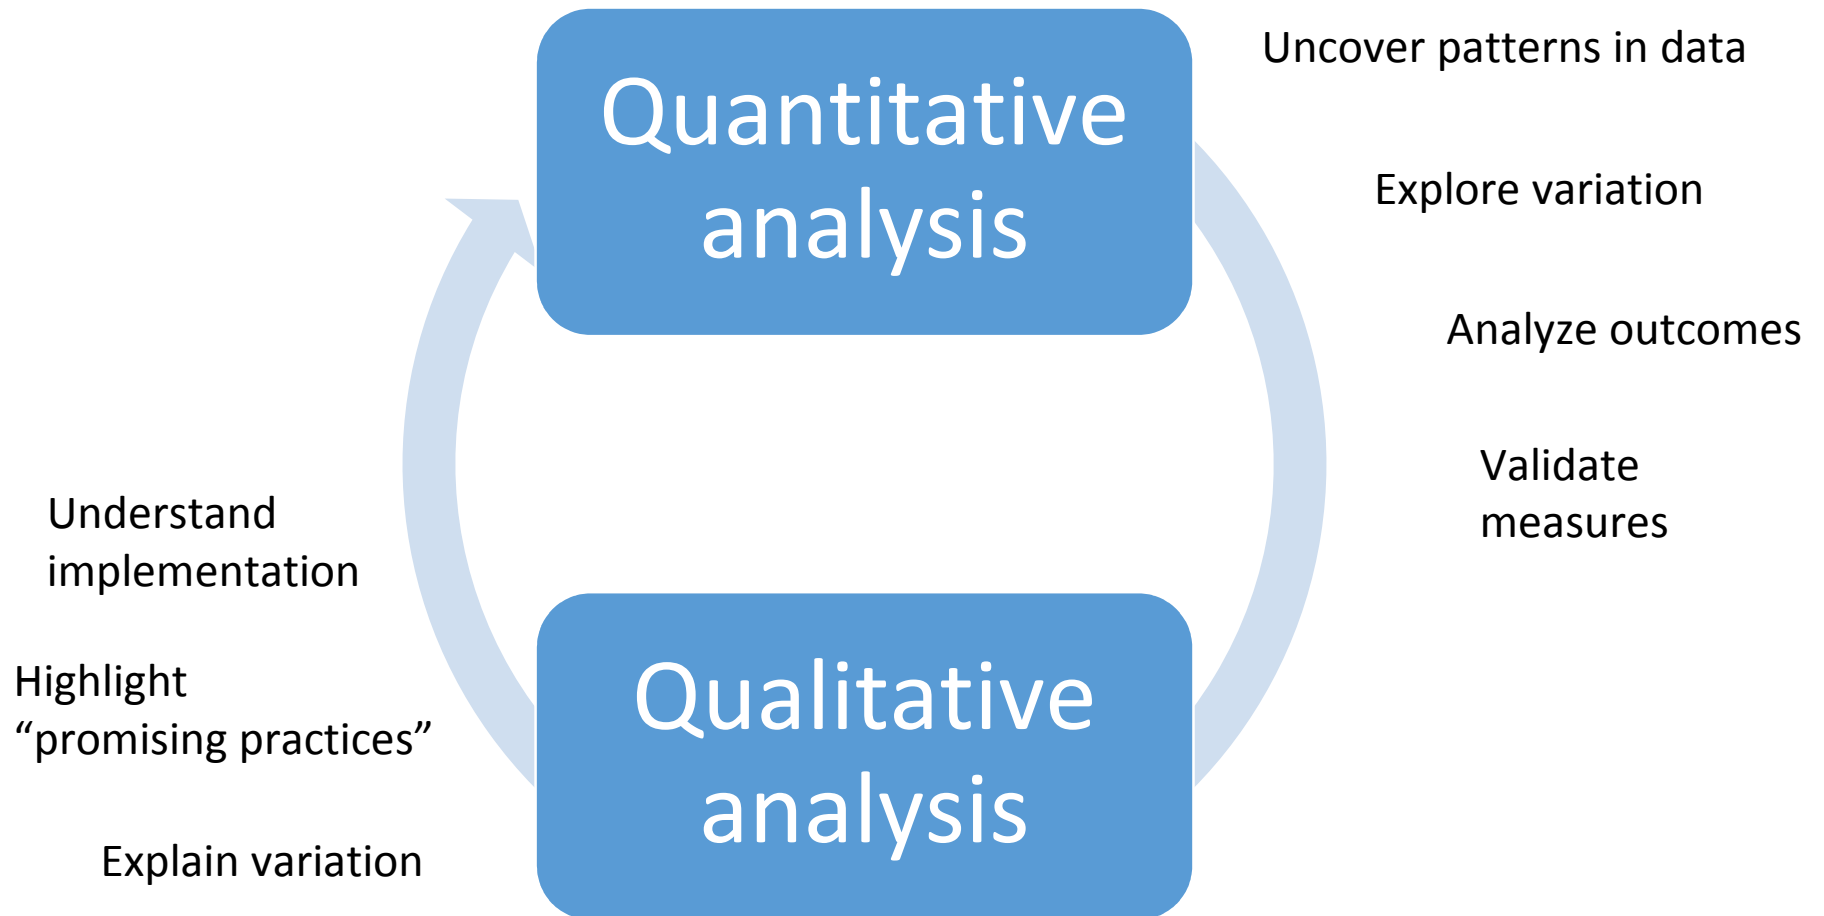 Quantitative
analysis
Uncover patterns in data
Explore variation
Analyze outcomes
Validate
measures
Qualitative
analysis
Understand
implementation
Highlight
“promising practices”
Explain variation